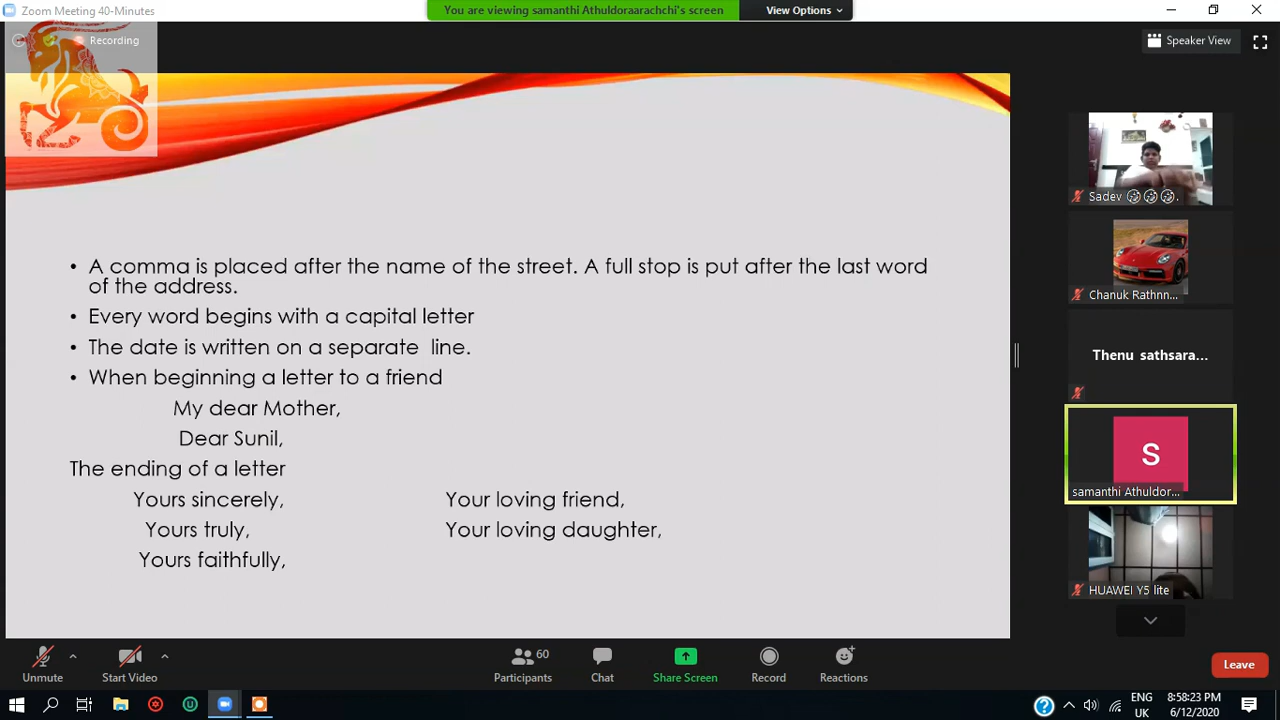 Zoom Meeting 40-Minutes
You are viewing samanthi Athuldoraarachchi's screen
View Options
Recording
Speaker View
• A comma is placed after the name of the street. A full stop is put after the last word
of the address.
• Every word begins with a capital letter
• The date is written on a separate line.
• When beginning a letter to a friend
My dear Mother,
Dear Sunil,
The ending of a letter
Yours sincerely, Your loving friend,
Yours truly, Your loving daughter,
Yours faithfully,
Sadev
Chanuk Rathnn...
Thenu sathsara...
S
samanthi Athuldor...
HUAWEI Y5 lite
Unmute
Start Video
60
Participants
Chat
Share Screen
Record
Reactions
Leave
ENG
UK
8:58:23 PM
6/12/2020